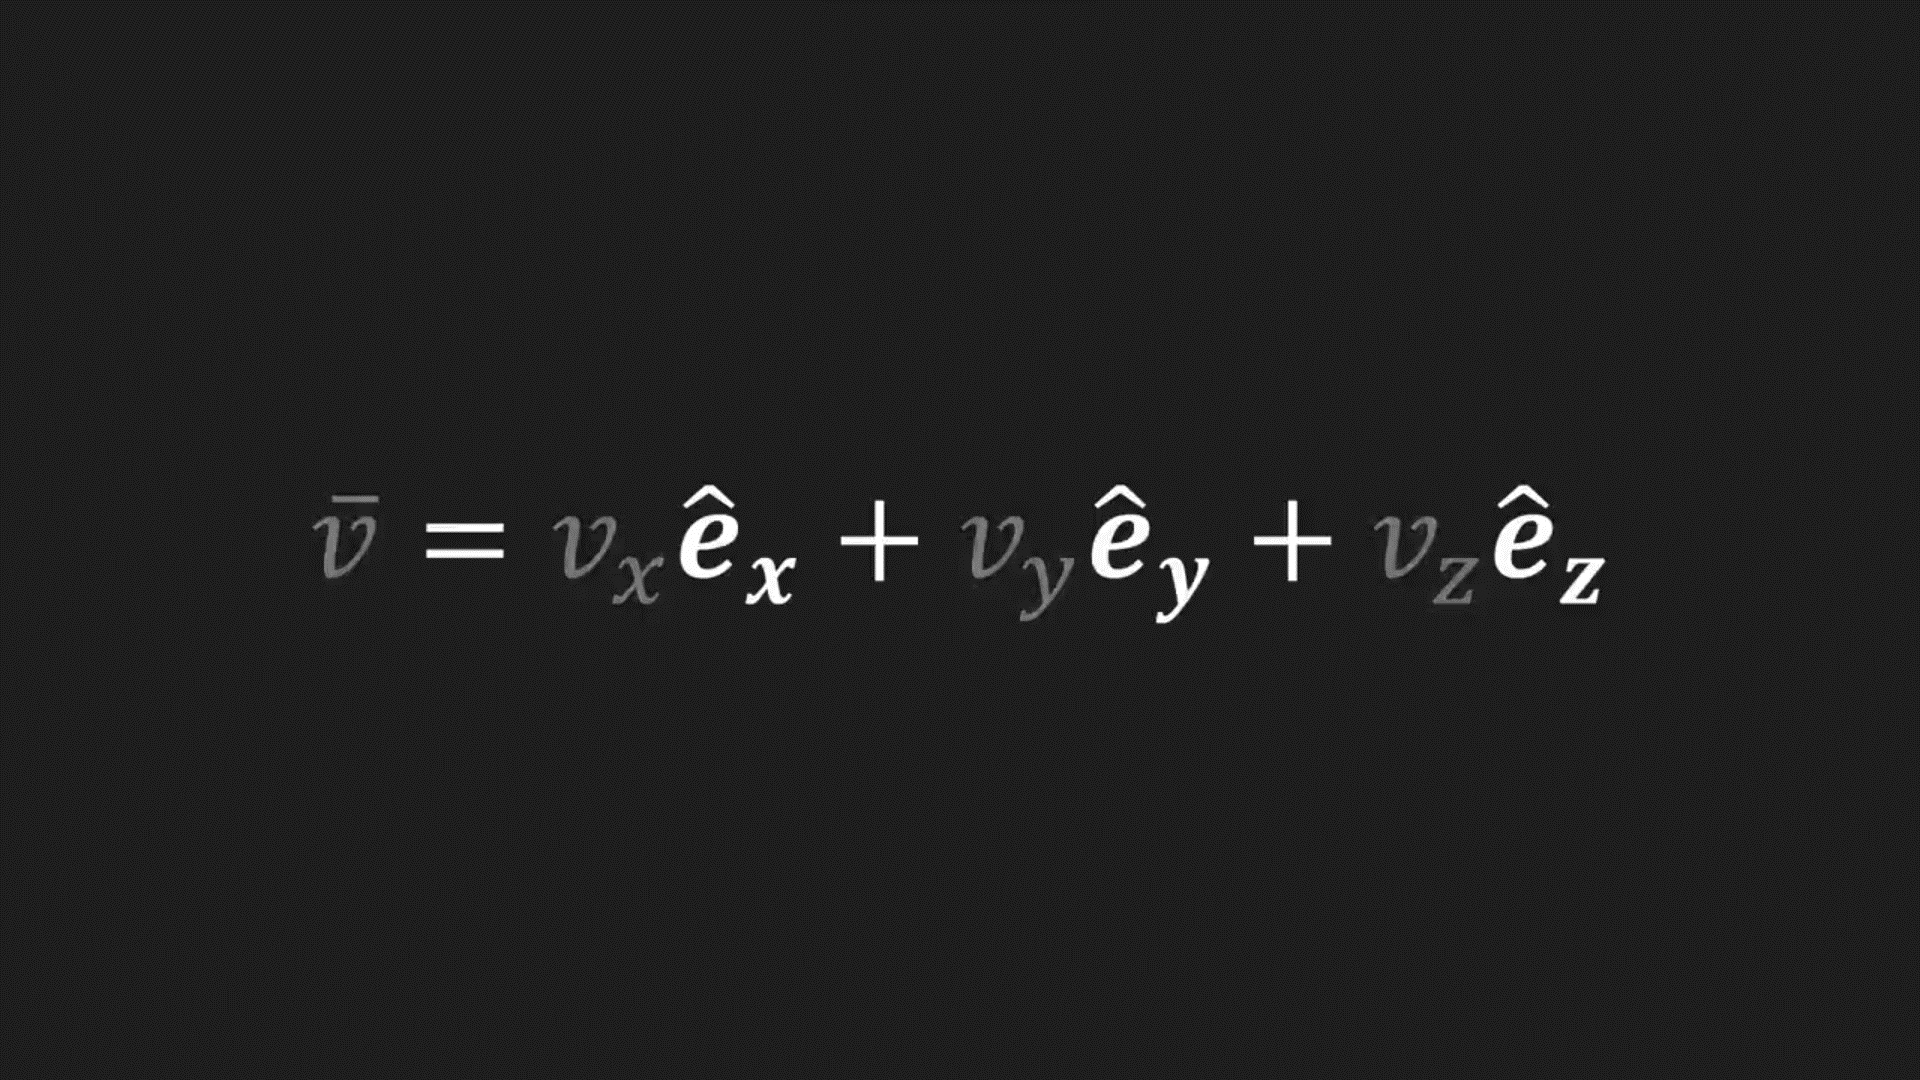 v̄ = vₓêₓ + v_yê_y + v_zê_z